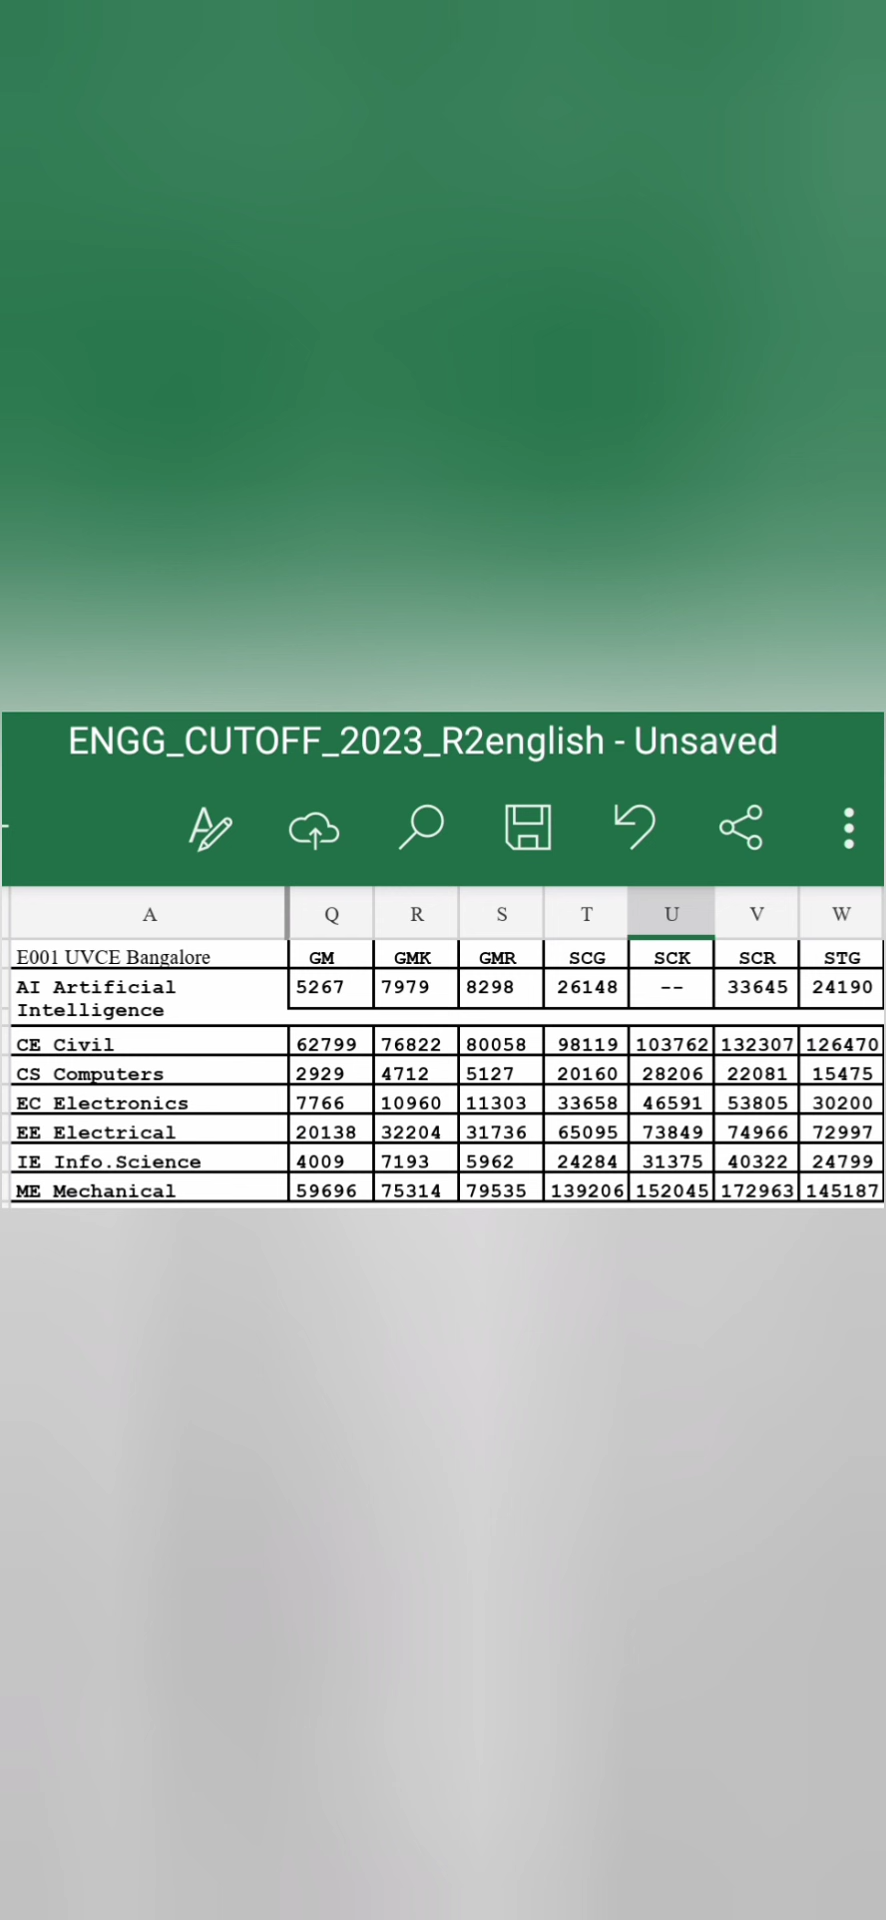 ENGG_CUTOFF_2023_R2english - Unsaved
A Q R S T U V W
E001 UVCE Bangalore GM GMK GMR SCG SCK SCR STG
AI Artificial 5267 7979 8298 26148 -- 33645 24190
Intelligence
CE Civil 62799 76822 80058 98119 103762 132307 126470
CS Computers 2929 4712 5127 20160 28206 22081 15475
EC Electronics 7766 10960 11303 33658 46591 53805 30200
EE Electrical 20138 32204 31736 65095 73849 74966 72997
IE Info.Science 4009 7193 5962 24284 31375 40322 24799
ME Mechanical 59696 75314 79535 139206 152045 172963 145187